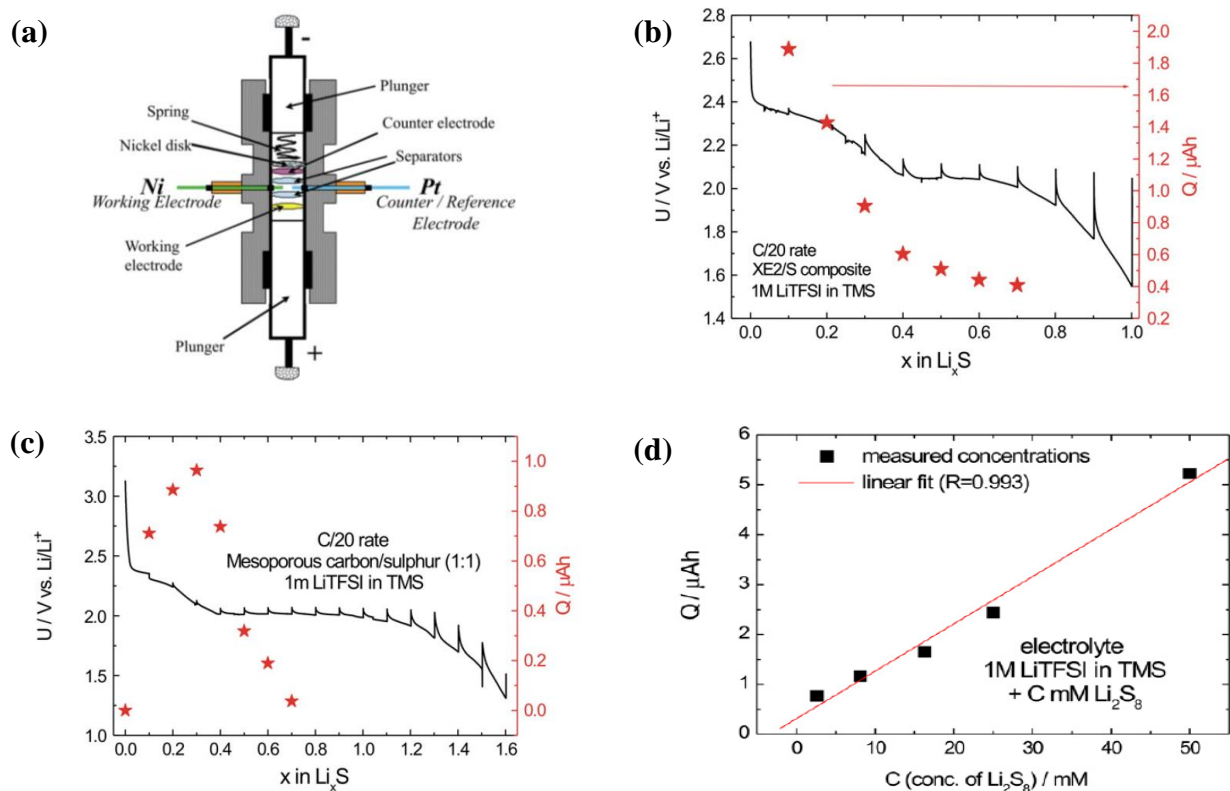 (a)
-
Plunger
Spring
Counter electrode
Nickel disk
Separators
Ni
Pt
Working Electrode
Counter / Reference
Electrode
Working
electrode
Plunger
+
(b)
2.8
2.6
2.4
2.2
2.0
1.8
1.6
1.4
U / V vs. Li/Li⁺
2.0
1.8
1.6
1.4
1.2
1.0
0.8
0.6
0.4
0.2
Q / µAh
C/20 rate
XE2/S composite
1M LiTFSI in TMS
0.0 0.2 0.4 0.6 0.8 1.0
x in LiₓS
(c)
3.5
3.0
2.5
2.0
1.5
1.0
U / V vs. Li/Li⁺
1.0
0.8
0.6
0.4
0.2
0.0
Q / µAh
C/20 rate
Mesoporous carbon/sulphur (1:1)
1m LiTFSI in TMS
0.0 0.2 0.4 0.6 0.8 1.0 1.2 1.4 1.6
x in LiₓS
(d)
6
5
4
3
2
1
0
Q / µAh
measured concentrations
linear fit (R=0.993)
electrolyte
1M LiTFSI in TMS
+ C mM Li₂S₈
0 10 20 30 40 50
C (conc. of Li₂S₈) / mM